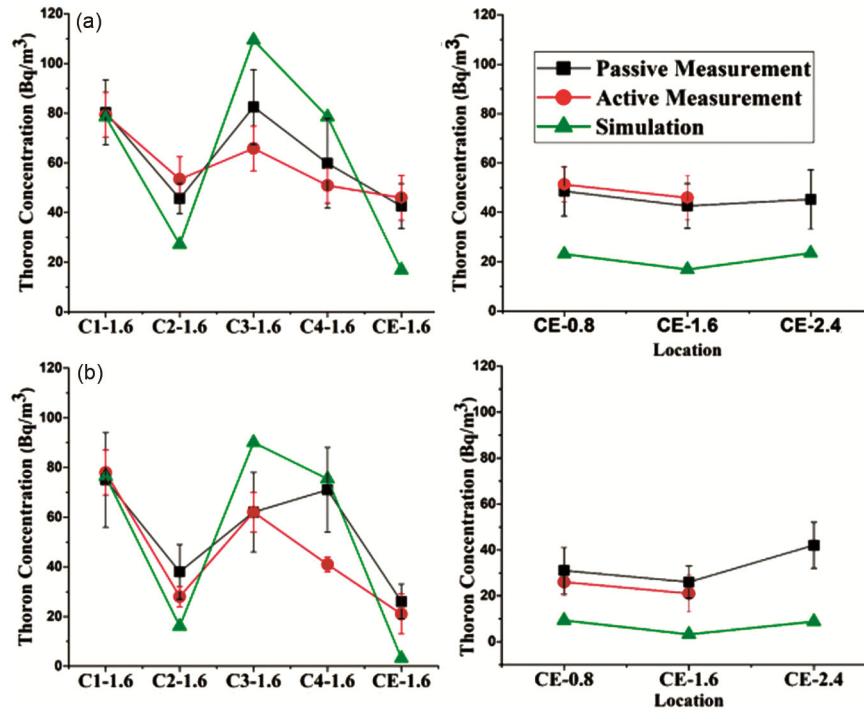 (a)
Thoron Concentration (Bq/m³)
120
100
80
60
40
20
0
C1-1.6 C2-1.6 C3-1.6 C4-1.6 CE-1.6
Thoron Concentration (Bq/m³)
120
100
80
60
40
20
0
Passive Measurement
Active Measurement
Simulation
CE-0.8 CE-1.6 CE-2.4
Location
(b)
Thoron Concentration (Bq/m³)
120
100
80
60
40
20
0
C1-1.6 C2-1.6 C3-1.6 C4-1.6 CE-1.6
Thoron Concentration (Bq/m³)
120
100
80
60
40
20
0
CE-0.8 CE-1.6 CE-2.4
Location